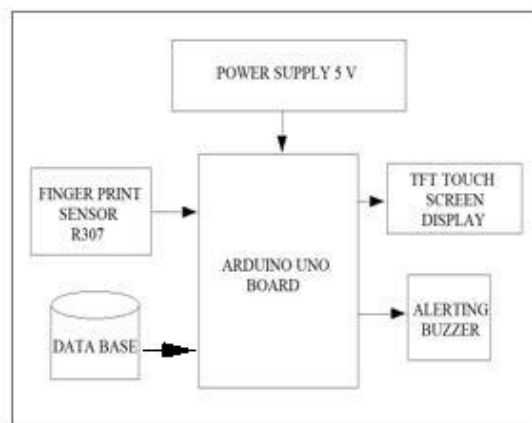 POWER SUPPLY 5 V
FINGER PRINT
SENSOR
R307
TFT TOUCH
SCREEN
DISPLAY
ARDUINO UNO
BOARD
ALERTING
BUZZER
DATA BASE